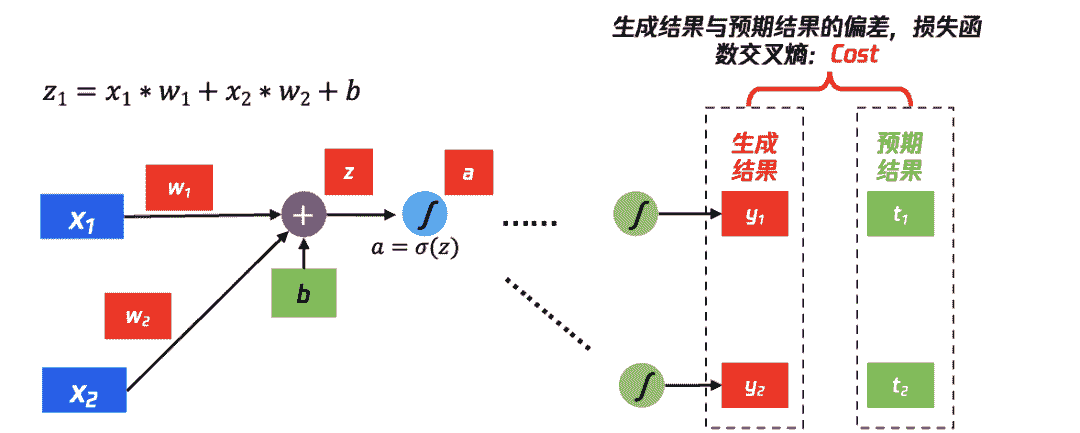 生成结果与预期结果的偏差，损失函
数交叉熵：Cost
z₁ = x₁ * w₁ + x₂ * w₂ + b
生成
结果
预期
结果
w₁
z
a
x₁
+
∫
……
∫
y₁
t₁
a = σ(z)
b
w₂
x₂
∫
y₂
t₂